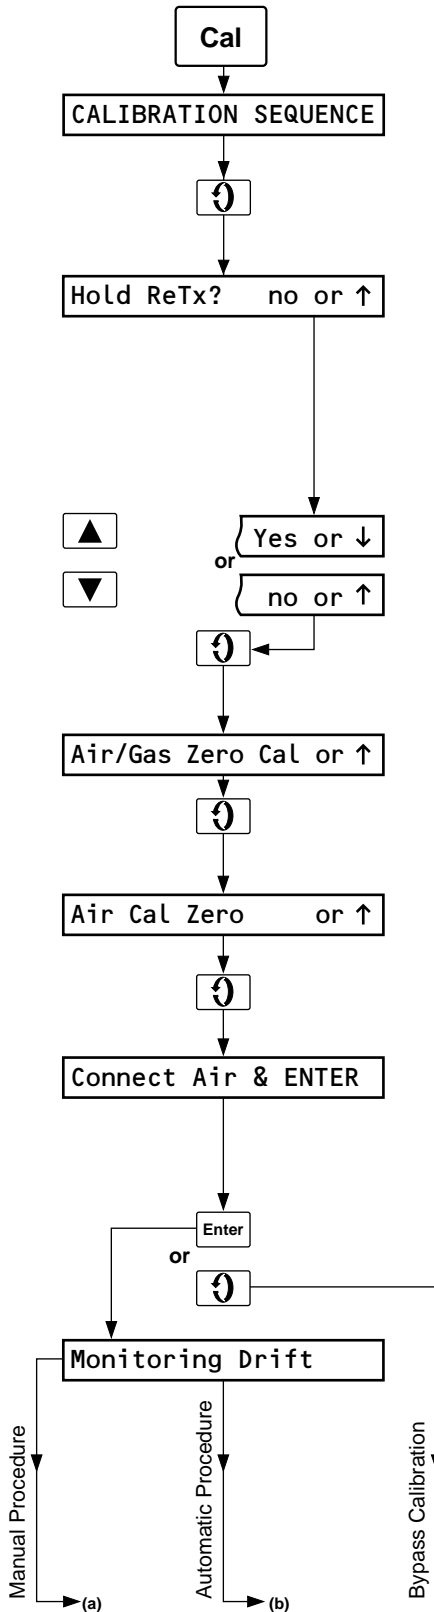 Cal
CALIBRATION SEQUENCE
Hold ReTx? no or ↑
Yes or ↓
or
no or ↑
Air/Gas Zero Cal or ↑
Air Cal Zero or ↑
Connect Air & ENTER
Enter
or
Monitoring Drift
Manual Procedure
Automatic Procedure
Bypass Calibration
(a)
(b)